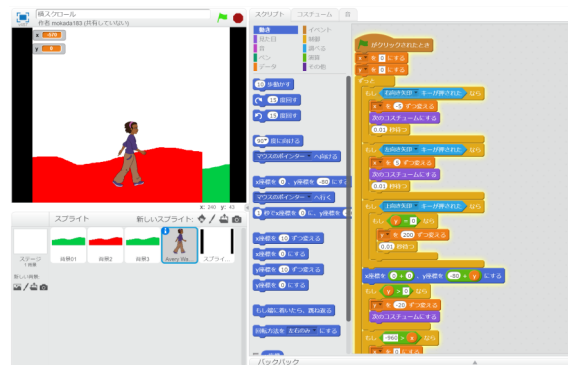 横スクロール
作者 mokada183 (共有していない)
x -570
y 0
x: 240 y: 43
スプライト 新しいスプライト:
ステージ
背景01
背景02
背景03
Avery Wa...
スプライ...
新しい背景:
スクリプト コスチューム 音
動き イベント
見た目 制御
音 調べる
ペン 演算
データ その他
10 歩動かす
15 度回す
15 度回す
90▼ 度に向ける
マウスのポインター へ向ける
x座標を 0 、y座標を -80 にする
マウスのポインター へ行く
1 秒でx座標を 0 に、y座標を
x座標を 10 ずつ変える
x座標を 0 にする
y座標を 10 ずつ変える
y座標を 0 にする
もし端に着いたら、跳ね返る
回転方法を 左右のみ にする
がクリックされたとき
x を 0 にする
y を 0 にする
ずっと
もし 右向き矢印 キーが押された なら
x を -5 ずつ変える
次のコスチュームにする
0.01 秒待つ
もし 左向き矢印 キーが押された なら
x を 5 ずつ変える
次のコスチュームにする
0.01 秒待つ
もし 上向き矢印 キーが押された なら
もし y = 0 なら
y を 200 ずつ変える
0.01 秒待つ
x座標を 0 + 0 、y座標を -80 + y にする
もし y > 0 なら
y を -20 ずつ変える
次のコスチュームにする
もし -960 > x なら
x を 0 にする
バックパック